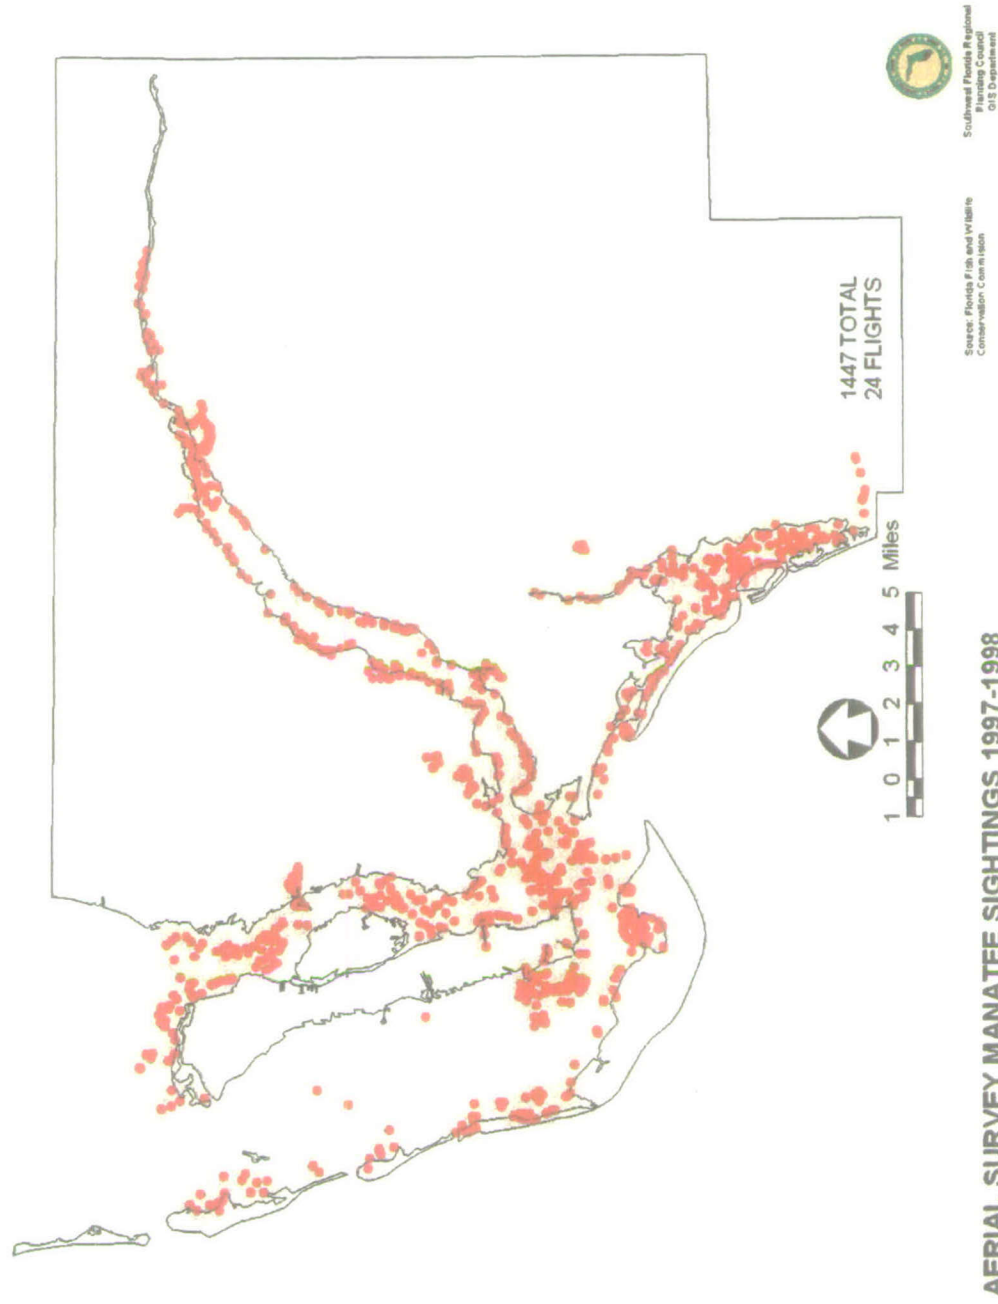 1447 TOTAL
24 FLIGHTS
1 0 1 2 3 4 5 Miles
AERIAL SURVEY MANATEE SIGHTINGS 1997-1998
Source: Florida Fish and Wildlife
Conservation Commission
Southwest Florida Regional
Planning Council
GIS Department